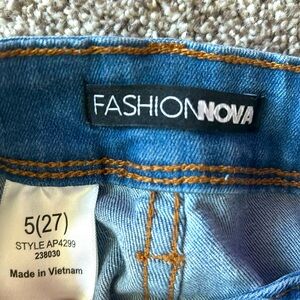 FASHIONNOVA
5(27)
STYLE AP4299
238030
Made in Vietnam